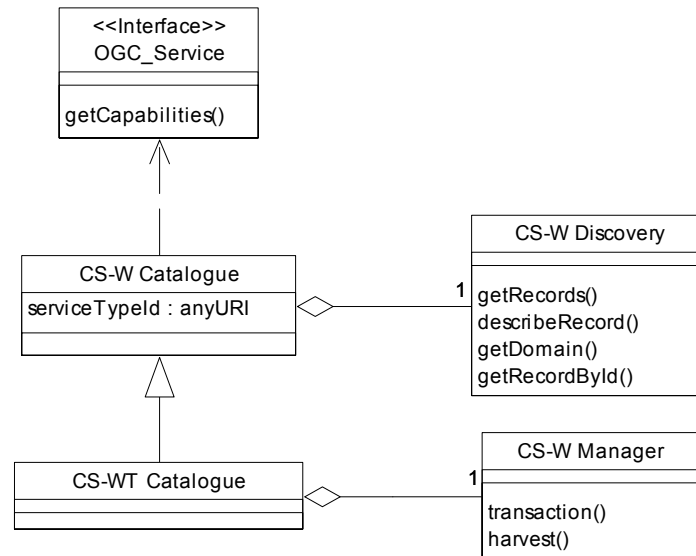 <<Interface>>
OGC_Service
getCapabilities()
CS-W Catalogue
serviceTypeId : anyURI
CS-W Discovery
1
getRecords()
describeRecord()
getDomain()
getRecordById()
CS-WT Catalogue
CS-W Manager
1
transaction()
harvest()